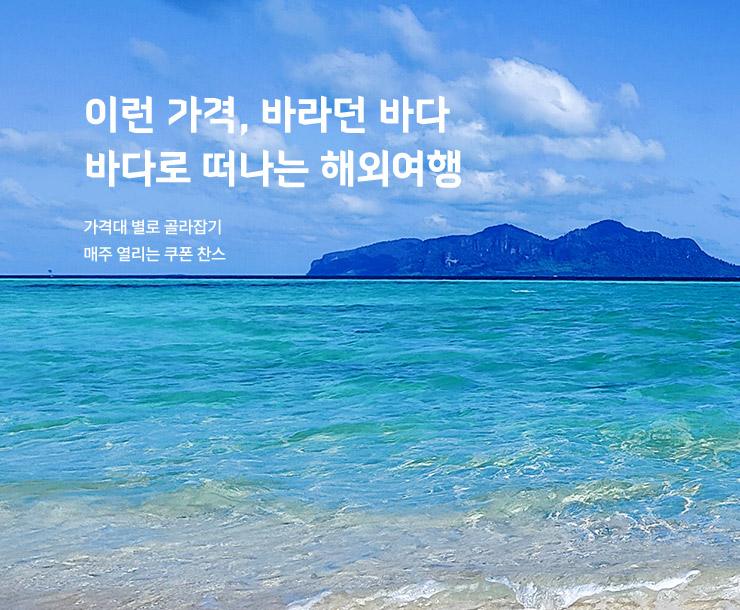 이런 가격, 바라던 바다
바다로 떠나는 해외여행
가격대 별로 골라잡기
매주 열리는 쿠폰 찬스